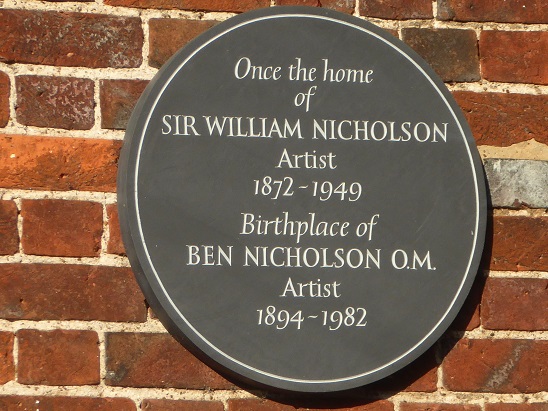 Once the home
of
SIR WILLIAM NICHOLSON
Artist
1872 - 1949
Birthplace of
BEN NICHOLSON O.M.
Artist
1894 - 1982